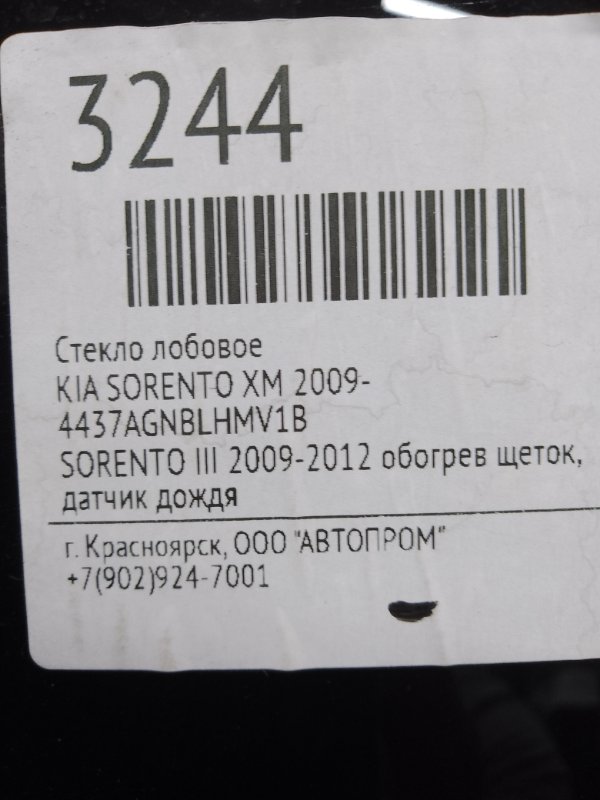 3244
Стекло лобовое
KIA SORENTO XM 2009-
4437AGNBLHMV1B
SORENTO III 2009-2012 обогрев щеток,
датчик дождя
г. Красноярск, ООО "АВТОПРОМ"
+7(902)924-7001